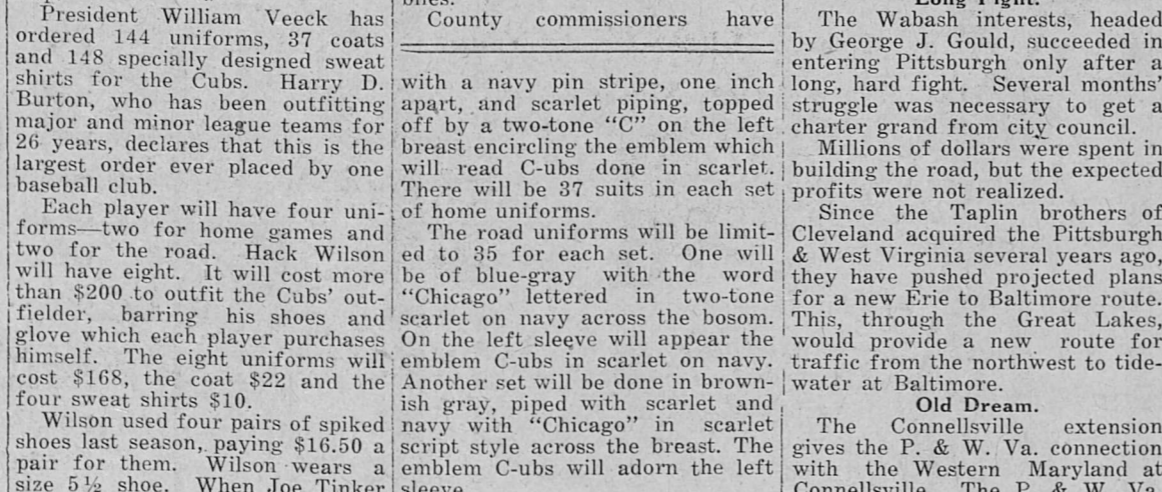 President William Veeck has
ordered 144 uniforms, 37 coats
and 148 specially designed sweat
shirts for the Cubs. Harry D.
Burton, who has been outfitting
major and minor league teams for
26 years, declares that this is the
largest order ever placed by one
baseball club.
Each player will have four uni-
forms—two for home games and
two for the road. Hack Wilson
will have eight. It will cost more
than $200 to outfit the Cubs' out-
fielder, barring his shoes and
glove which each player purchases
himself. The eight uniforms will
cost $168, the coat $22 and the
four sweat shirts $10.
Wilson used four pairs of spiked
shoes last season, paying $16.50 a
pair for them. Wilson wears a
size 5½ shoe. When Joe Tinker
County commissioners have
with a navy pin stripe, one inch
apart, and scarlet piping, topped
off by a two-tone "C" on the left
breast encircling the emblem which
will read C-ubs done in scarlet.
There will be 37 suits in each set
of home uniforms.
The road uniforms will be limit-
ed to 35 for each set. One will
be of blue-gray with the word
"Chicago" lettered in two-tone
scarlet on navy across the bosom.
On the left sleeve will appear the
emblem C-ubs in scarlet on navy.
Another set will be done in brown-
ish gray, piped with scarlet and
navy with "Chicago" in scarlet
script style across the breast. The
emblem C-ubs will adorn the left
sleeve
Long Fight.
The Wabash interests, headed
by George J. Gould, succeeded in
entering Pittsburgh only after a
long, hard fight. Several months'
struggle was necessary to get a
charter grand from city council.
Millions of dollars were spent in
building the road, but the expected
profits were not realized.
Since the Taplin brothers of
Cleveland acquired the Pittsburgh
& West Virginia several years ago,
they have pushed projected plans
for a new Erie to Baltimore route.
This, through the Great Lakes,
would provide a new route for
traffic from the northwest to tide-
water at Baltimore.
Old Dream.
The Connellsville extension
gives the P. & W. Va. connection
with the Western Maryland at
Connellsville. The P. & W. Va.